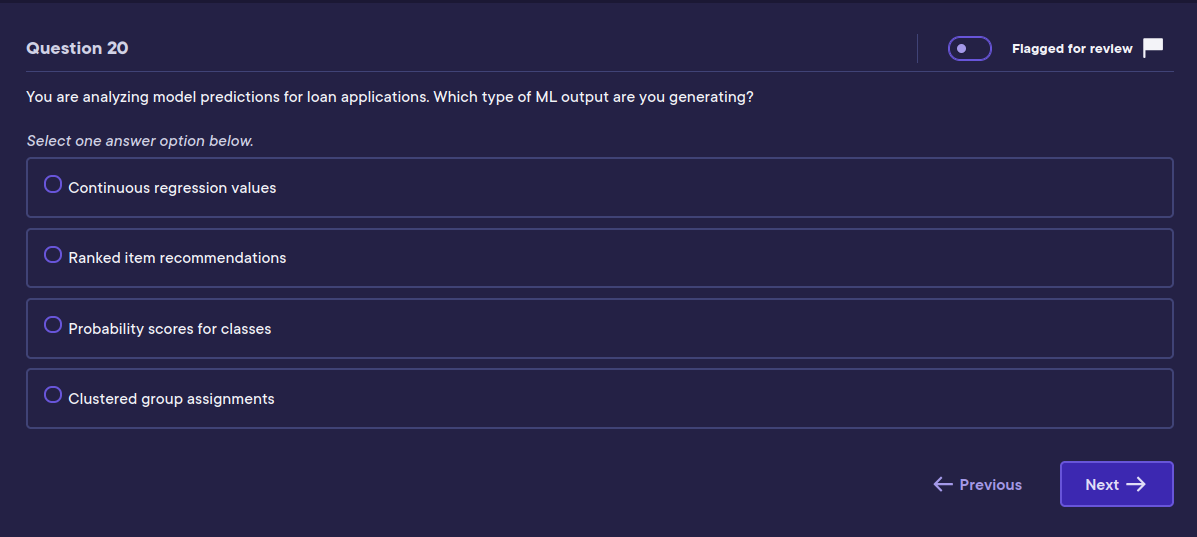 Question 20
Flagged for review
You are analyzing model predictions for loan applications. Which type of ML output are you generating?
Select one answer option below.
Continuous regression values
Ranked item recommendations
Probability scores for classes
Clustered group assignments
Previous
Next